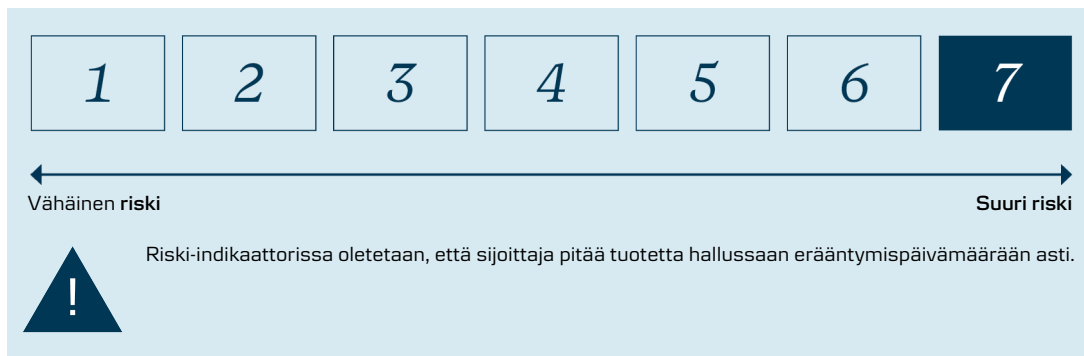 1 2 3 4 5 6 7
Vähäinen riski Suuri riski
! Riski-indikaattorissa oletetaan, että sijoittaja pitää tuotetta hallussaan erääntymispäivämäärään asti.